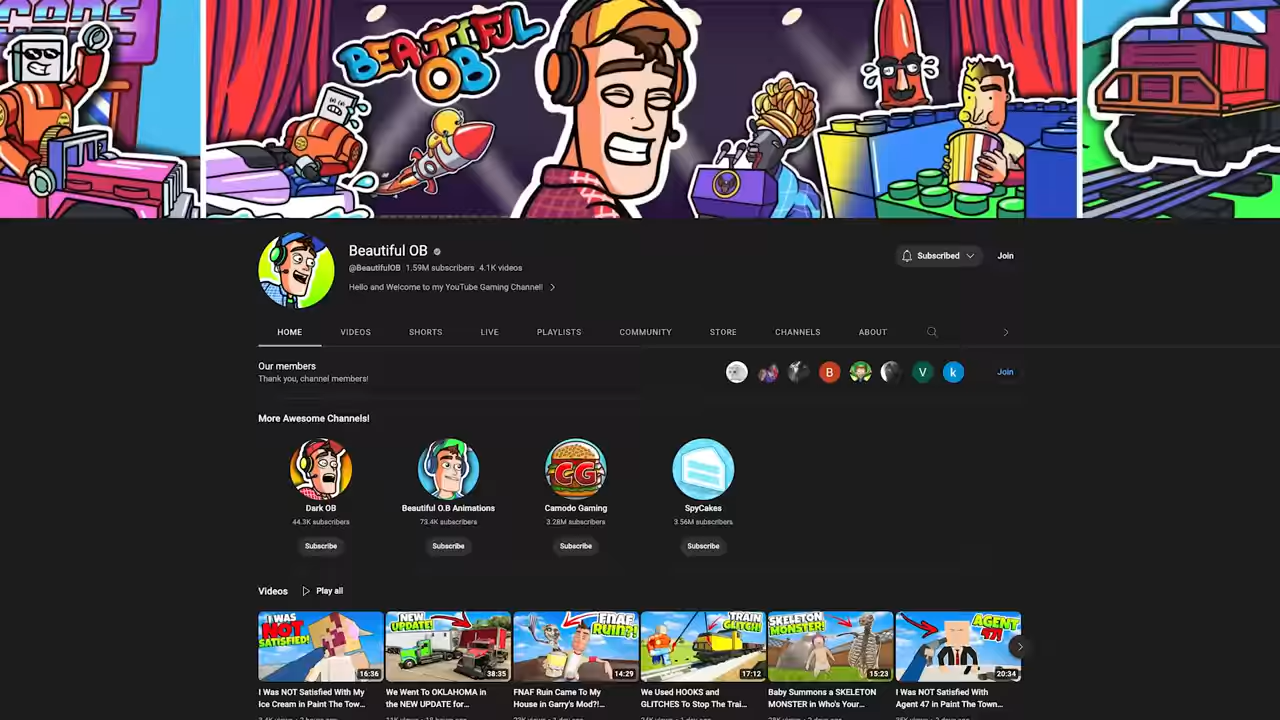 CODE
BEAUTIFUL
OB
Beautiful OB
@BeautifulOB 1.59M subscribers 4.1K videos
Hello and Welcome to my YouTube Gaming Channel!
Subscribed
Join
HOME VIDEOS SHORTS LIVE PLAYLISTS COMMUNITY STORE CHANNELS ABOUT
Our members
Thank you, channel members!
B V k
Join
More Awesome Channels!
CG
Dark OB Beautiful O.B Animations Camodo Gaming SpyCakes
44.3K subscribers 73.4K subscribers 3.28M subscribers 3.56M subscribers
Subscribe Subscribe Subscribe Subscribe
Videos Play all
I WAS NOT SATISFIED!
16:36
NEW UPDATE!
38:35
FNAF RUIN?!
14:29
TRAIN GLITCH!
17:12
SKELETON MONSTER!
15:23
AGENT 47!
20:34
I Was NOT Satisfied With My
Ice Cream in Paint The Tow...
We Went To OKLAHOMA in
the NEW UPDATE for...
FNAF Ruin Came To My
House in Garry's Mod?!...
We Used HOOKS and
GLITCHES To Stop The Trai...
Baby Summons a SKELETON
MONSTER in Who's Your...
I Was NOT Satisfied With
Agent 47 in Paint The Town...